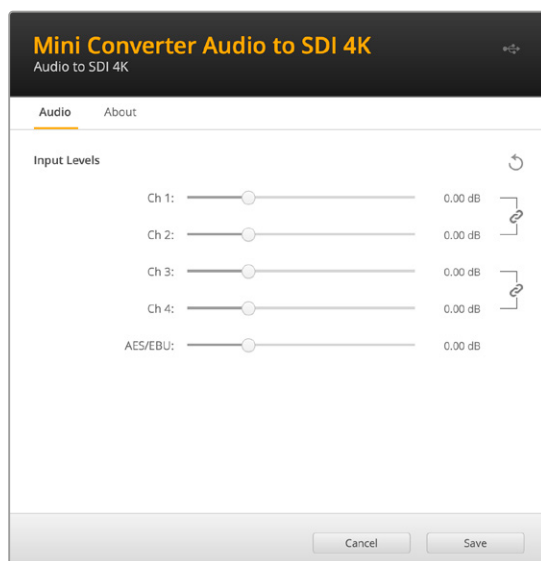 Mini Converter Audio to SDI 4K
Audio to SDI 4K
Audio About
Input Levels
Ch 1: 0.00 dB
Ch 2: 0.00 dB
Ch 3: 0.00 dB
Ch 4: 0.00 dB
AES/EBU: 0.00 dB
Cancel Save